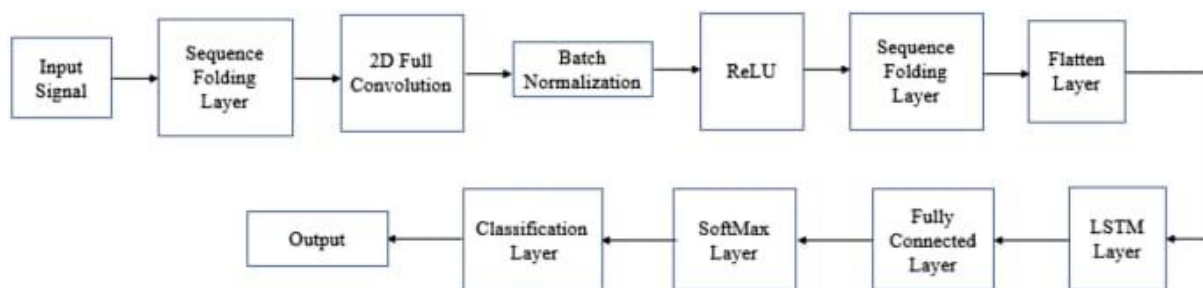 Input
Signal
Sequence
Folding
Layer
2D Full
Convolution
Batch
Normalization
ReLU
Sequence
Folding
Layer
Flatten
Layer
LSTM
Layer
Fully
Connected
Layer
SoftMax
Layer
Classification
Layer
Output